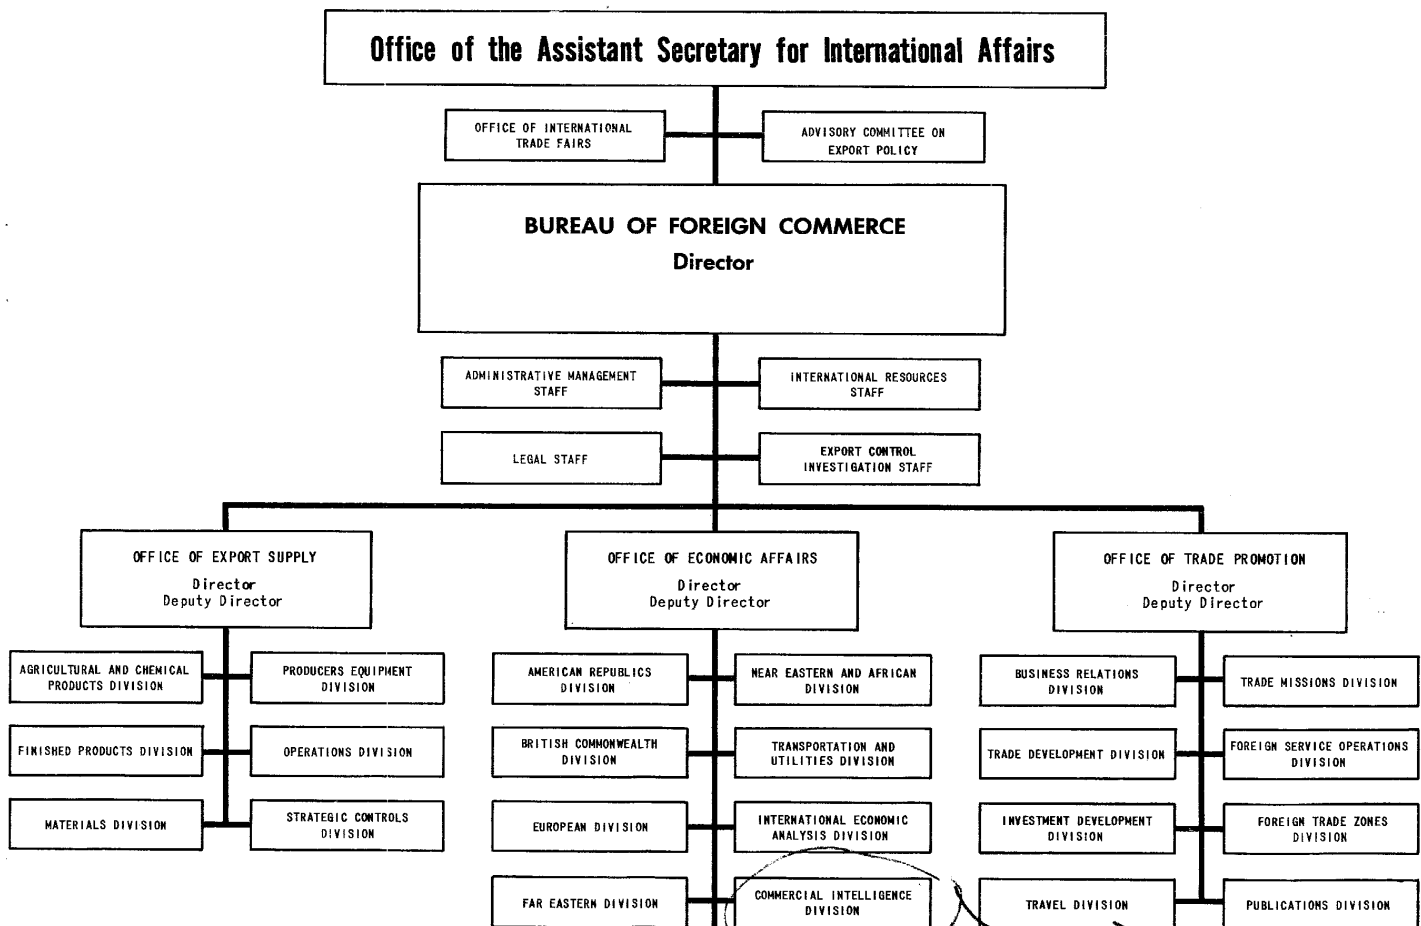 Office of the Assistant Secretary for International Affairs
OFFICE OF INTERNATIONAL
TRADE FAIRS
ADVISORY COMMITTEE ON
EXPORT POLICY
BUREAU OF FOREIGN COMMERCE
Director
ADMINISTRATIVE MANAGEMENT
STAFF
INTERNATIONAL RESOURCES
STAFF
LEGAL STAFF
EXPORT CONTROL
INVESTIGATION STAFF
OFFICE OF EXPORT SUPPLY
Director
Deputy Director
OFFICE OF ECONOMIC AFFAIRS
Director
Deputy Director
OFFICE OF TRADE PROMOTION
Director
Deputy Director
AGRICULTURAL AND CHEMICAL
PRODUCTS DIVISION
PRODUCERS EQUIPMENT
DIVISION
AMERICAN REPUBLICS
DIVISION
NEAR EASTERN AND AFRICAN
DIVISION
BUSINESS RELATIONS
DIVISION
TRADE MISSIONS DIVISION
FINISHED PRODUCTS DIVISION
OPERATIONS DIVISION
BRITISH COMMONWEALTH
DIVISION
TRANSPORTATION AND
UTILITIES DIVISION
TRADE DEVELOPMENT DIVISION
FOREIGN SERVICE OPERATIONS
DIVISION
MATERIALS DIVISION
STRATEGIC CONTROLS
DIVISION
EUROPEAN DIVISION
INTERNATIONAL ECONOMIC
ANALYSIS DIVISION
INVESTMENT DEVELOPMENT
DIVISION
FOREIGN TRADE ZONES
DIVISION
FAR EASTERN DIVISION
COMMERCIAL INTELLIGENCE
DIVISION
TRAVEL DIVISION
PUBLICATIONS DIVISION